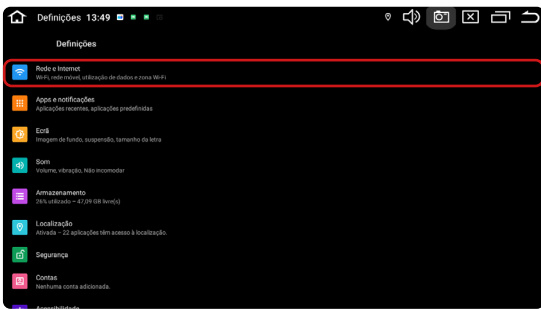 Definições 13:49
Definições
Rede e Internet
Wi-Fi, rede móvel, utilização de dados e zona Wi-Fi
Apps e notificações
Aplicações recentes, aplicações predefinidas
Ecrã
Imagem de fundo, suspensão, tamanho da letra
Som
Volume, vibração, Não incomodar
Armazenamento
26% utilizado – 47,09 GB livre(s)
Localização
Ativada – 22 aplicações têm acesso à localização.
Segurança
Contas
Nenhuma conta adicionada.
Acessibilidade